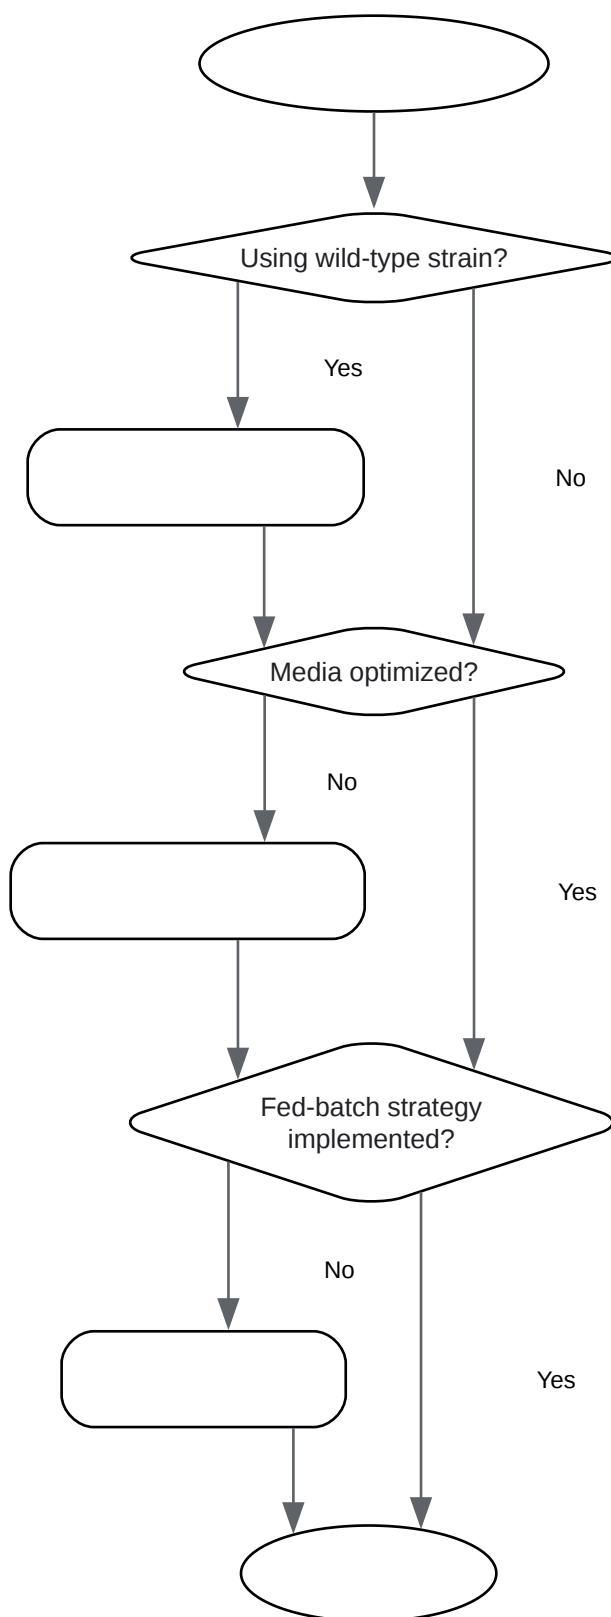 Using wild-type strain?
Yes
No
Media optimized?
No
Yes
Fed-batch strategy
implemented?
No
Yes